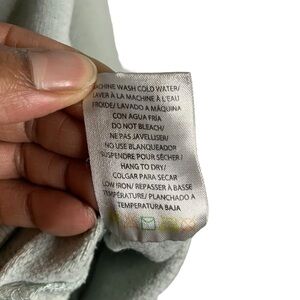 MACHINE WASH COLD WATER/
LAVER À LA MACHINE À L'EAU
FROIDE/ LAVADO A MÁQUINA
CON AGUA FRÍA
DO NOT BLEACH/
NE PAS JAVELLISER/
NO USE BLANQUEADOR
SUSPENDRE POUR SÉCHER /
HANG TO DRY/
COLGAR PARA SECAR
LOW IRON/ REPASSER À BASSE
TEMPÉRATURE/ PLANCHADO A
TEMPERATURA BAJA